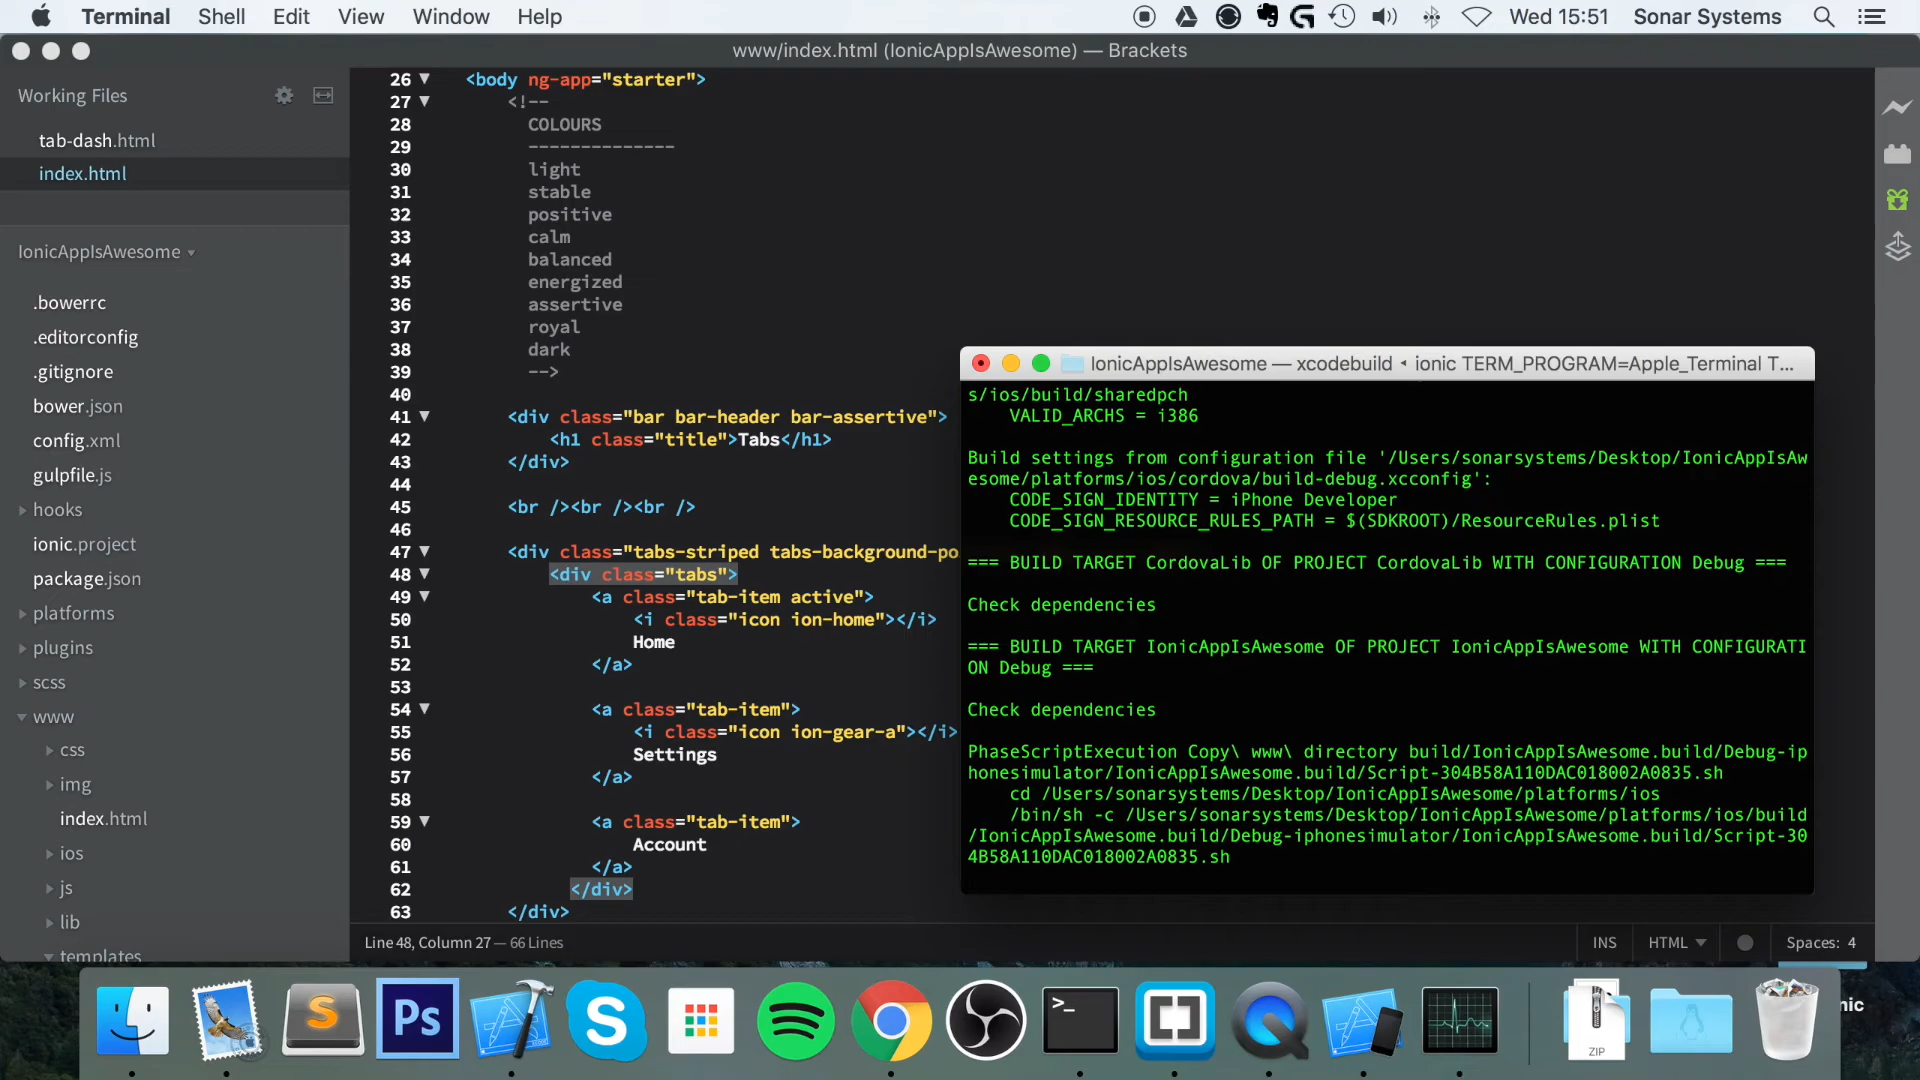 Terminal Shell Edit View Window Help Wed 15:51 Sonar Systems
www/index.html (IonicAppIsAwesome) — Brackets
Working Files
tab-dash.html
index.html
IonicAppIsAwesome
.bowerrc
.editorconfig
.gitignore
bower.json
config.xml
gulpfile.js
hooks
ionic.project
package.json
platforms
plugins
scss
www
css
img
index.html
ios
js
lib
templates
26 <body ng-app="starter">
27 <!--
28 COLOURS
29 --------------
30 light
31 stable
32 positive
33 calm
34 balanced
35 energized
36 assertive
37 royal
38 dark
39 -->
40
41 <div class="bar bar-header bar-assertive">
42 <h1 class="title">Tabs</h1>
43 </div>
44
45 <br /><br /><br />
46
47 <div class="tabs-striped tabs-background-po
48 <div class="tabs">
49 <a class="tab-item active">
50 <i class="icon ion-home"></i>
51 Home
52 </a>
53
54 <a class="tab-item">
55 <i class="icon ion-gear-a"></i>
56 Settings
57 </a>
58
59 <a class="tab-item">
60 Account
61 </a>
62 </div>
63 </div>
IonicAppIsAwesome — xcodebuild ◂ ionic TERM_PROGRAM=Apple_Terminal T...
s/ios/build/sharedpch
VALID_ARCHS = i386
Build settings from configuration file '/Users/sonarsystems/Desktop/IonicAppIsAw
esome/platforms/ios/cordova/build-debug.xcconfig':
CODE_SIGN_IDENTITY = iPhone Developer
CODE_SIGN_RESOURCE_RULES_PATH = $(SDKROOT)/ResourceRules.plist
=== BUILD TARGET CordovaLib OF PROJECT CordovaLib WITH CONFIGURATION Debug ===
Check dependencies
=== BUILD TARGET IonicAppIsAwesome OF PROJECT IonicAppIsAwesome WITH CONFIGURATI
ON Debug ===
Check dependencies
PhaseScriptExecution Copy\ www\ directory build/IonicAppIsAwesome.build/Debug-ip
honesimulator/IonicAppIsAwesome.build/Script-304B58A110DAC018002A0835.sh
cd /Users/sonarsystems/Desktop/IonicAppIsAwesome/platforms/ios
/bin/sh -c /Users/sonarsystems/Desktop/IonicAppIsAwesome/platforms/ios/build
/IonicAppIsAwesome.build/Debug-iphonesimulator/IonicAppIsAwesome.build/Script-30
4B58A110DAC018002A0835.sh
Line 48, Column 27 — 66 Lines
INS HTML Spaces: 4
S Ps S >_ ZIP
nic